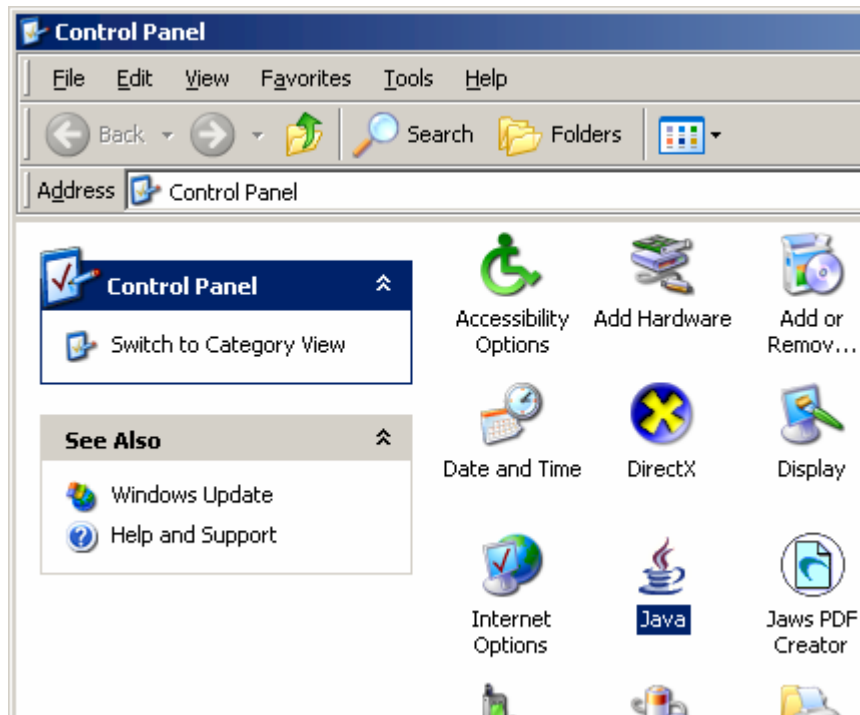 Control Panel
File Edit View Favorites Tools Help
Back Search Folders
Address Control Panel
Control Panel
Switch to Category View
See Also
Windows Update
Help and Support
Accessibility
Options
Add Hardware
Add or
Remov...
Date and Time
DirectX
Display
Internet
Options
Java
Jaws PDF
Creator